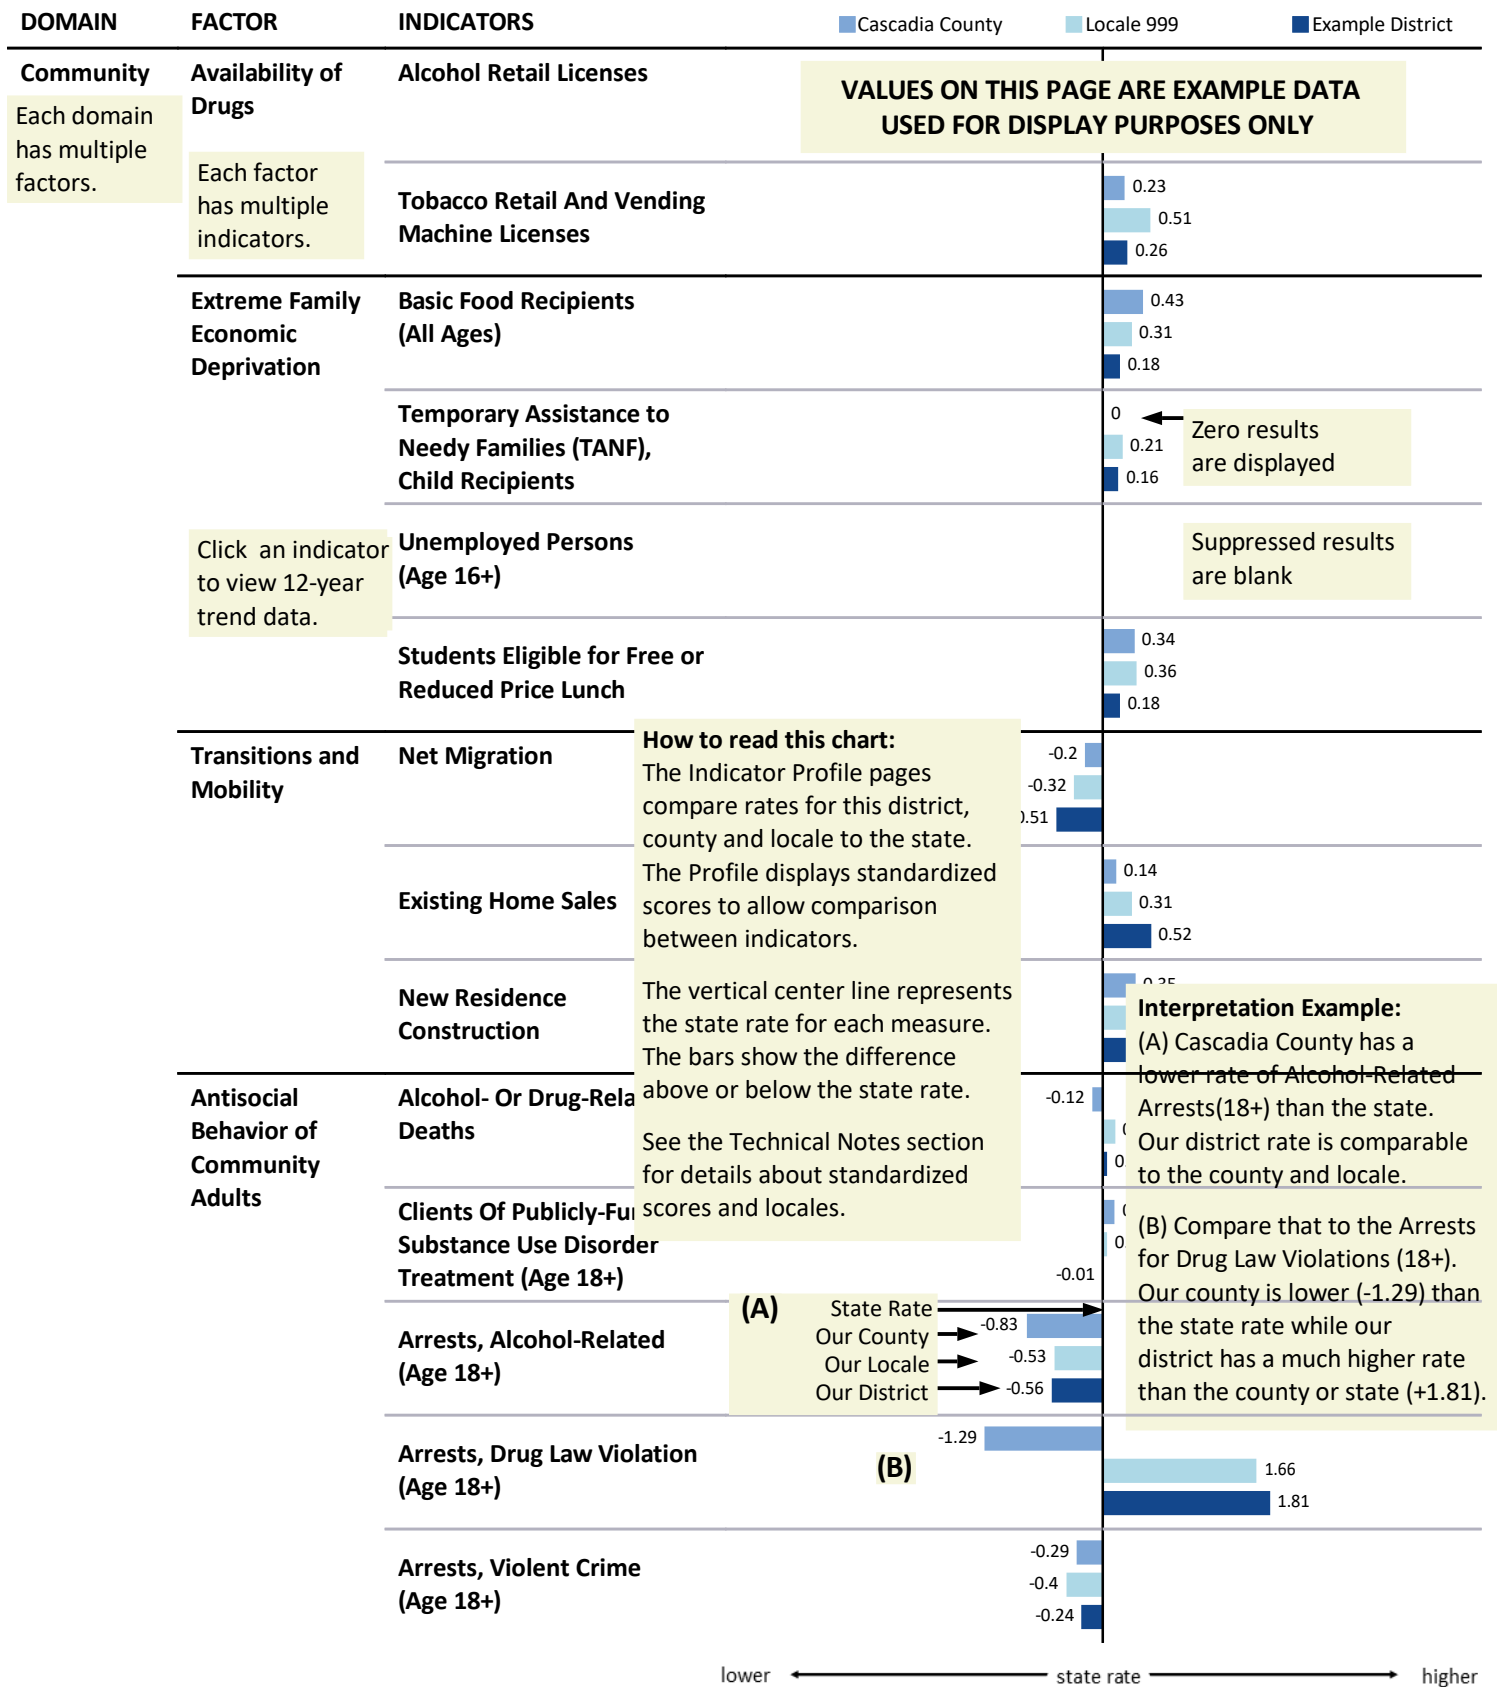 DOMAIN FACTOR INDICATORS Cascadia County Locale 999 Example District
Community
Each domain
has multiple
factors.
Availability of
Drugs
Each factor
has multiple
indicators.
Alcohol Retail Licenses
VALUES ON THIS PAGE ARE EXAMPLE DATA
USED FOR DISPLAY PURPOSES ONLY
Tobacco Retail And Vending
Machine Licenses
0.23
0.51
0.26
Extreme Family
Economic
Deprivation
Basic Food Recipients
(All Ages)
0.43
0.31
0.18
Temporary Assistance to
Needy Families (TANF),
Child Recipients
0
0.21
0.16
Zero results
are displayed
Click an indicator
to view 12-year
trend data.
Unemployed Persons
(Age 16+)
Suppressed results
are blank
Students Eligible for Free or
Reduced Price Lunch
0.34
0.36
0.18
Transitions and
Mobility
Net Migration
-0.2
-0.32
.51
How to read this chart:
The Indicator Profile pages
compare rates for this district,
county and locale to the state.
The Profile displays standardized
scores to allow comparison
between indicators.
The vertical center line represents
the state rate for each measure.
The bars show the difference
above or below the state rate.
See the Technical Notes section
for details about standardized
scores and locales.
Existing Home Sales
0.14
0.31
0.52
New Residence
Construction
Interpretation Example:
(A) Cascadia County has a
lower rate of Alcohol-Related
Arrests(18+) than the state.
Our district rate is comparable
to the county and locale.
(B) Compare that to the Arrests
for Drug Law Violations (18+).
Our county is lower (-1.29) than
the state rate while our
district has a much higher rate
than the county or state (+1.81).
Antisocial
Behavior of
Community
Adults
Alcohol- Or Drug-Rela
Deaths
-0.12
Clients Of Publicly-Fu
Substance Use Disorder
Treatment (Age 18+)
-0.01
Arrests, Alcohol-Related
(Age 18+)
(A)
State Rate
Our County
Our Locale
Our District
-0.83
-0.53
-0.56
Arrests, Drug Law Violation
(Age 18+)
(B)
-1.29
1.66
1.81
Arrests, Violent Crime
(Age 18+)
-0.29
-0.4
-0.24
lower state rate higher